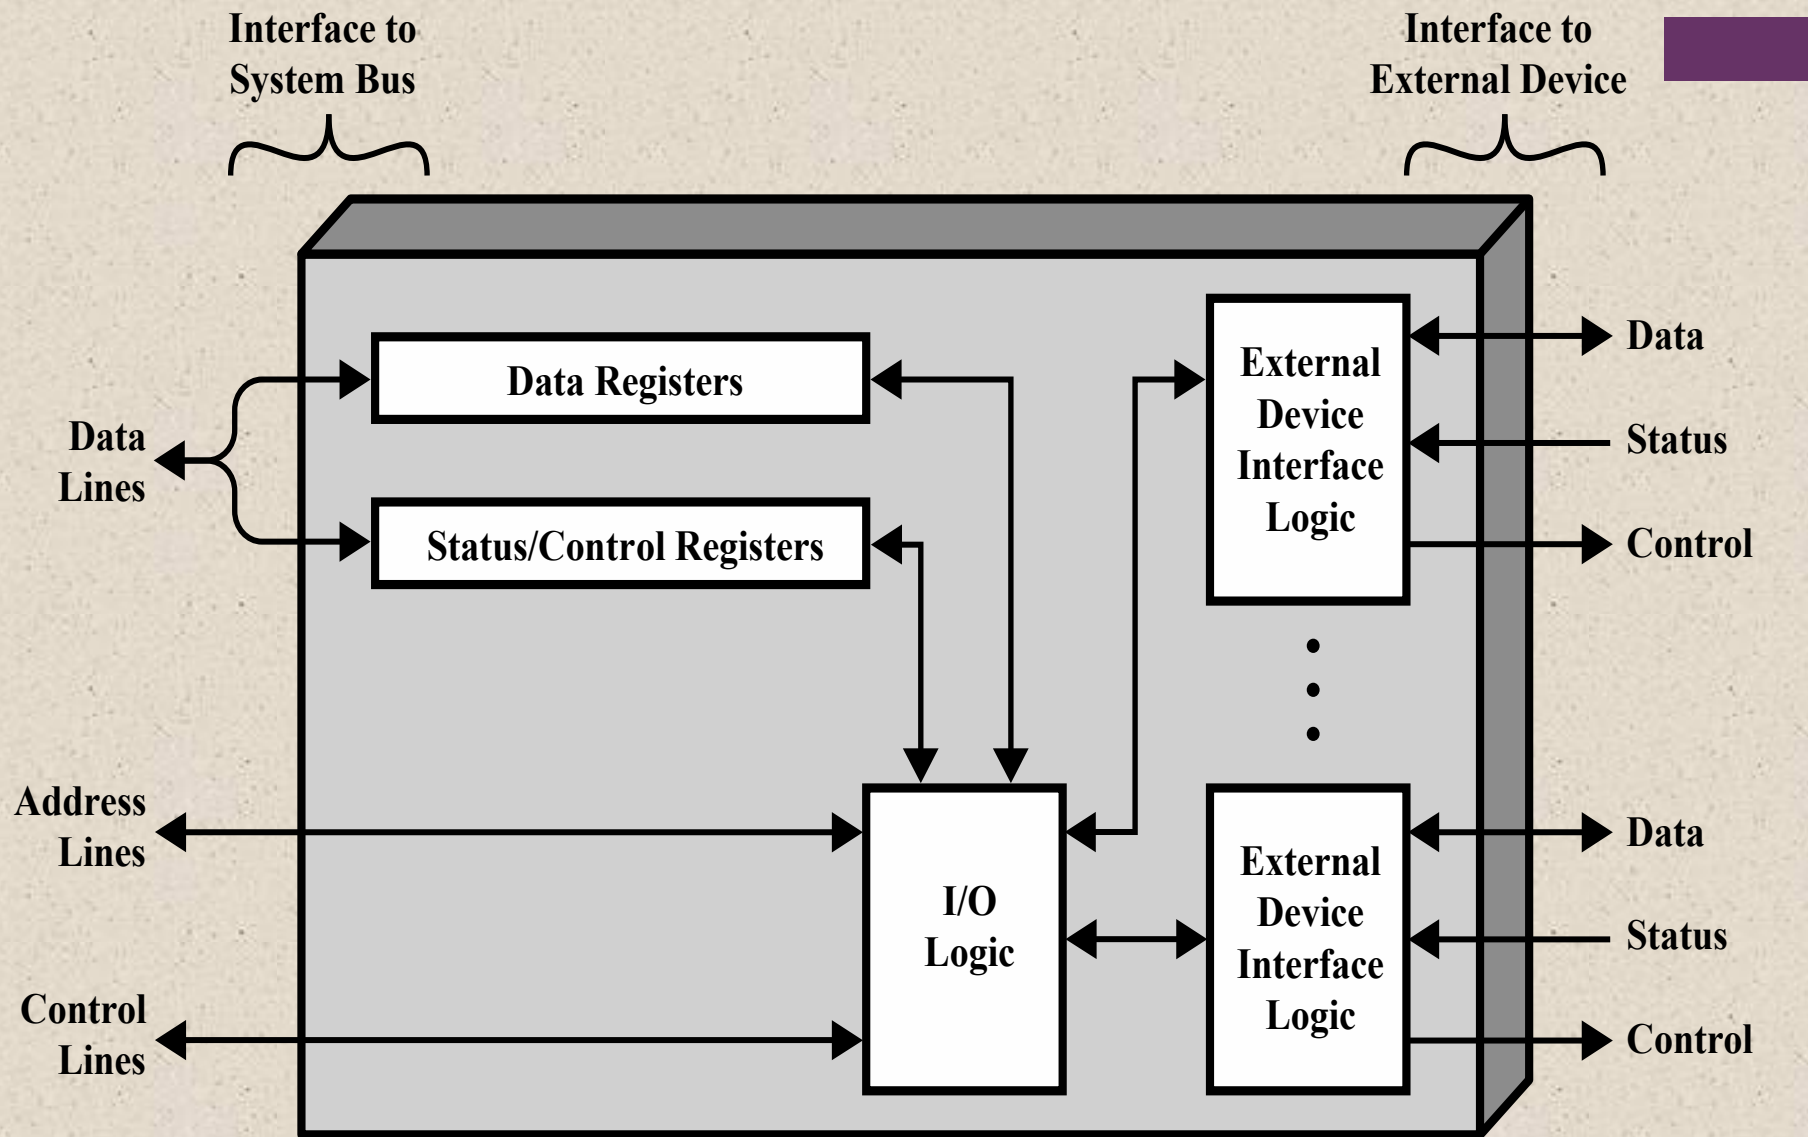 Interface to
System Bus
Interface to
External Device
Data Registers
Status/Control Registers
Data
Lines
Address
Lines
Control
Lines
I/O
Logic
External
Device
Interface
Logic
Data
Status
Control
External
Device
Interface
Logic
Data
Status
Control